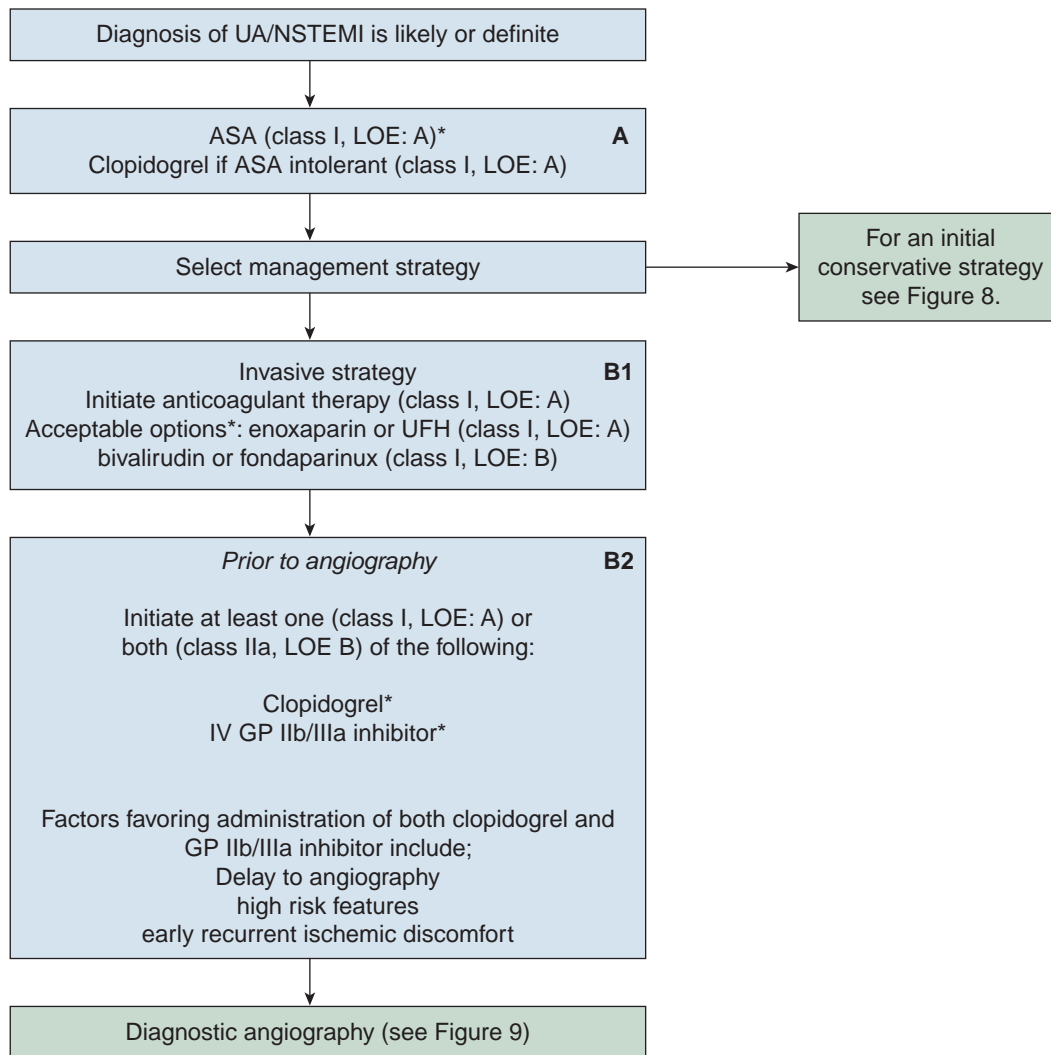 Diagnosis of UA/NSTEMI is likely or definite
ASA (class I, LOE: A)*
A
Clopidogrel if ASA intolerant (class I, LOE: A)
Select management strategy
For an initial
conservative strategy
see Figure 8.
Invasive strategy
B1
Initiate anticoagulant therapy (class I, LOE: A)
Acceptable options*: enoxaparin or UFH (class I, LOE: A)
bivalirudin or fondaparinux (class I, LOE: B)
Prior to angiography
B2
Initiate at least one (class I, LOE: A) or
both (class IIa, LOE B) of the following:
Clopidogrel*
IV GP IIb/IIIa inhibitor*
Factors favoring administration of both clopidogrel and
GP IIb/IIIa inhibitor include;
Delay to angiography
high risk features
early recurrent ischemic discomfort
Diagnostic angiography (see Figure 9)